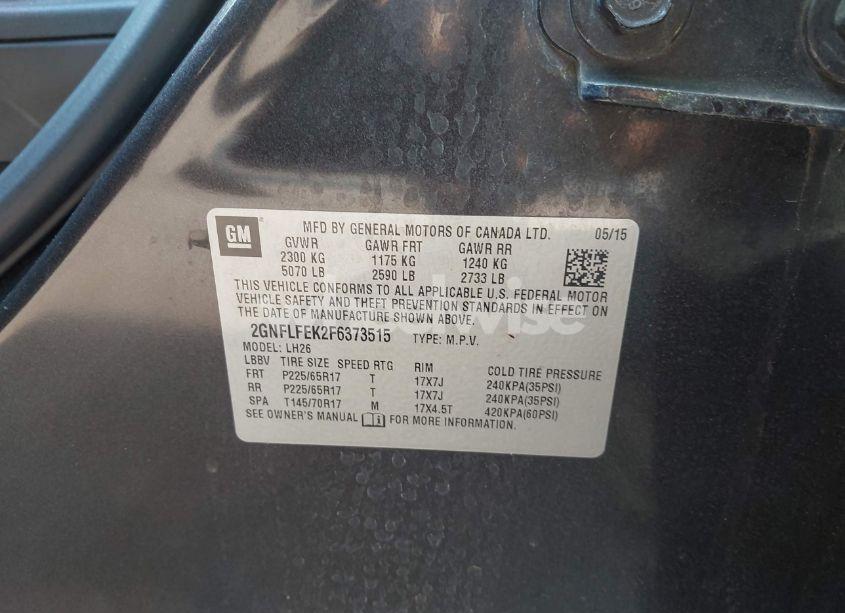 GM
MFD BY GENERAL MOTORS OF CANADA LTD. 05/15
GVWR GAWR FRT GAWR RR
2300 KG 1175 KG 1240 KG
5070 LB 2590 LB 2733 LB
THIS VEHICLE CONFORMS TO ALL APPLICABLE U.S. FEDERAL MOTOR
VEHICLE SAFETY AND THEFT PREVENTION STANDARDS IN EFFECT ON
THE DATE OF MANUFACTURE SHOWN ABOVE.
2GNFLFEK2F6373515 TYPE: M.P.V.
MODEL: LH26
LBBV TIRE SIZE SPEED RTG RIM COLD TIRE PRESSURE
FRT P225/65R17 T 17X7J 240KPA(35PSI)
RR P225/65R17 T 17X7J 240KPA(35PSI)
SPA T145/70R17 M 17X4.5T 420KPA(60PSI)
SEE OWNER'S MANUAL FOR MORE INFORMATION.